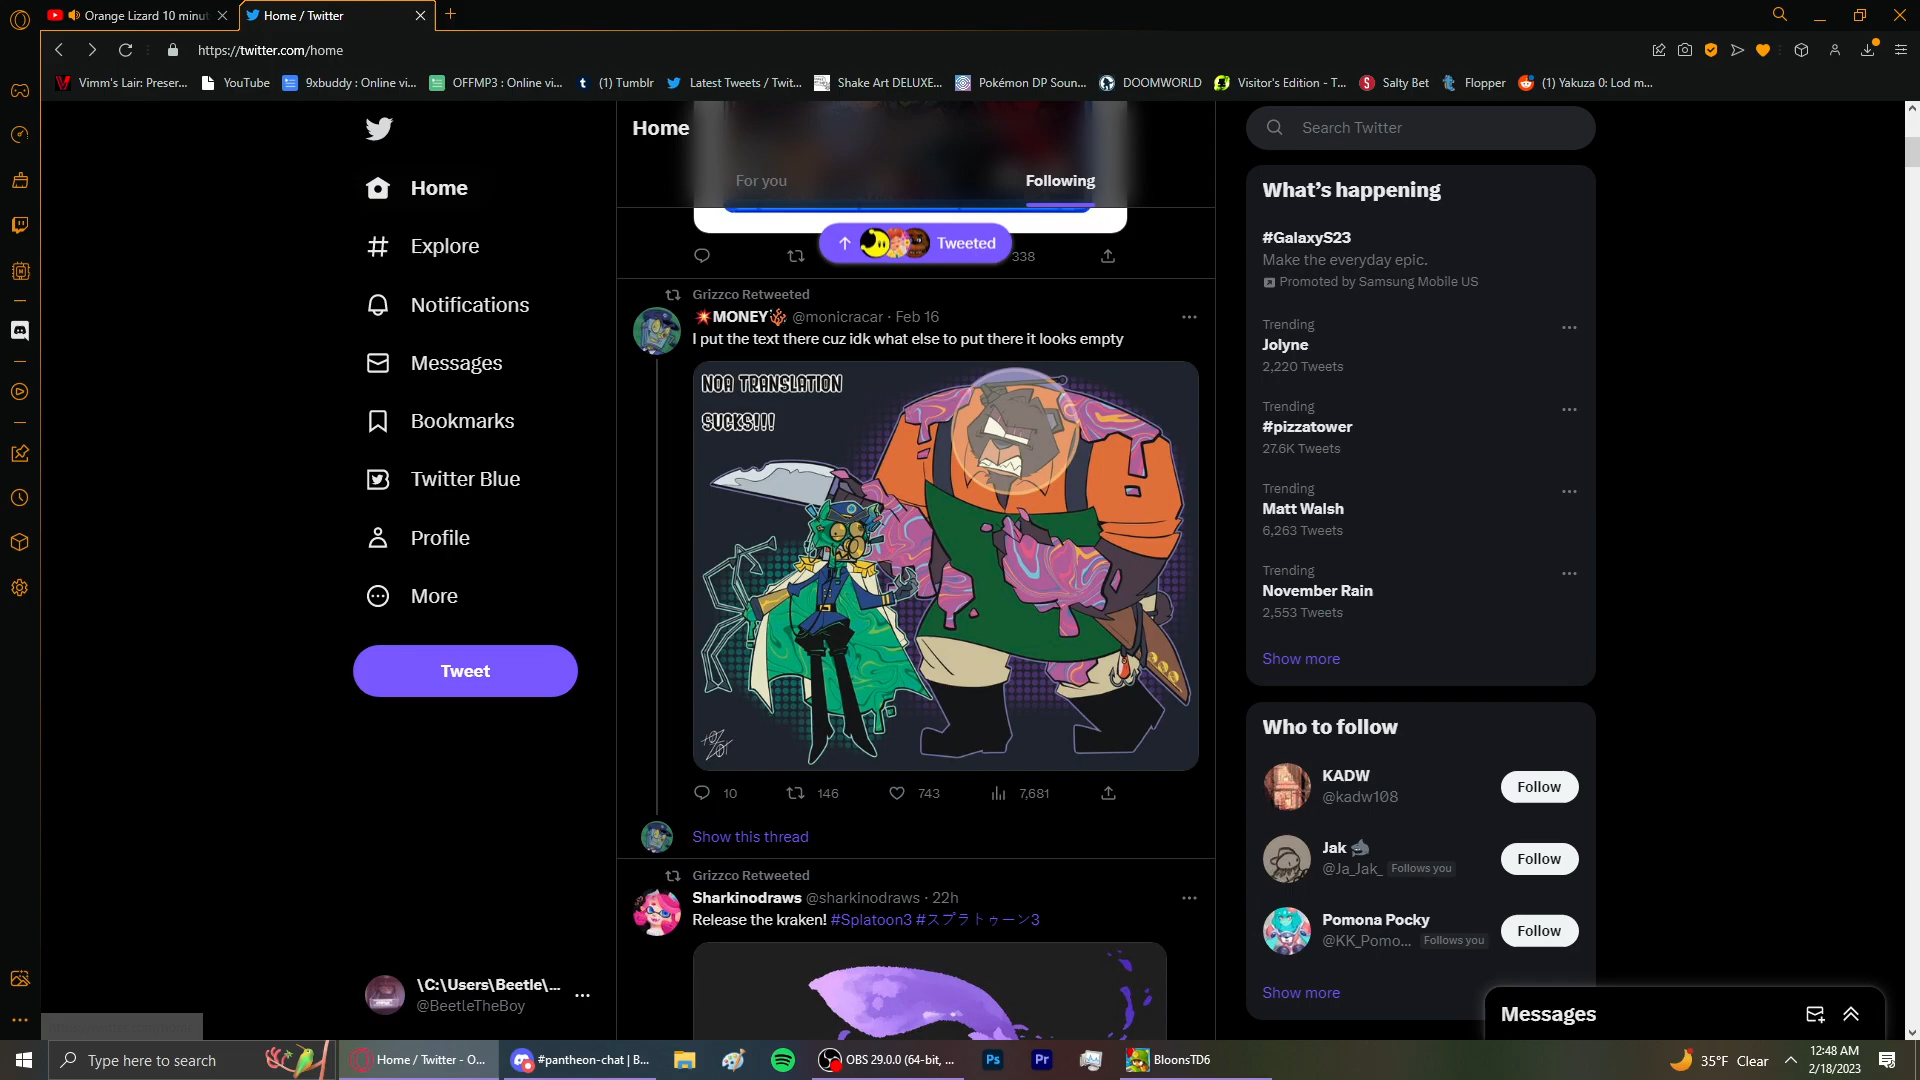 Orange Lizard 10 minut
Home / Twitter
https://twitter.com/home
Vimm's Lair: Preser...
YouTube
9xbuddy : Online vi...
OFFMP3 : Online vi...
(1) Tumblr
Latest Tweets / Twit...
Shake Art DELUXE...
Pokémon DP Soun...
DOOMWORLD
Visitor's Edition - T...
Salty Bet
Flopper
(1) Yakuza 0: Lod m...
Home
Explore
Notifications
Messages
Bookmarks
Twitter Blue
Profile
More
Tweet
\C:\Users\Beetle\...
@BeetleTheBoy
Home
For you
Following
Tweeted
338
Grizzco Retweeted
MONEY @monicracar · Feb 16
I put the text there cuz idk what else to put there it looks empty
NOA TRANSLATION
SUCKS!!!
10
146
743
7,681
Show this thread
Grizzco Retweeted
Sharkinodraws @sharkinodraws · 22h
Release the kraken! #Splatoon3 #スプラトゥーン3
Search Twitter
What's happening
#GalaxyS23
Make the everyday epic.
Promoted by Samsung Mobile US
Trending
Jolyne
2,220 Tweets
Trending
#pizzatower
27.6K Tweets
Trending
Matt Walsh
6,263 Tweets
Trending
November Rain
2,553 Tweets
Show more
Who to follow
KADW
@kadw108
Follow
Jak
@Ja_Jak_ Follows you
Follow
Pomona Pocky
@KK_Pomo... Follows you
Follow
Show more
Messages
Type here to search
Home / Twitter - O...
#pantheon-chat | B...
OBS 29.0.0 (64-bit, ...
Ps
Pr
BloonsTD6
35°F Clear
12:48 AM
2/18/2023